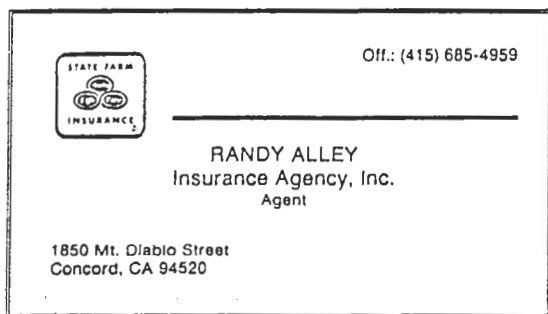 STATE FARM
INSURANCE
Off.: (415) 685-4959
RANDY ALLEY
Insurance Agency, Inc.
Agent
1850 Mt. Diablo Street
Concord, CA 94520